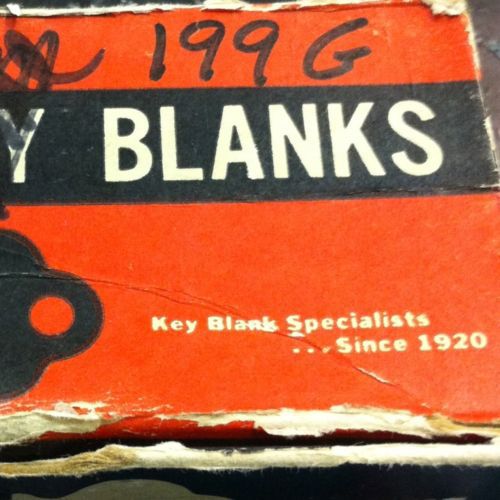 199G
Y BLANKS
Key Blank Specialists
... Since 1920